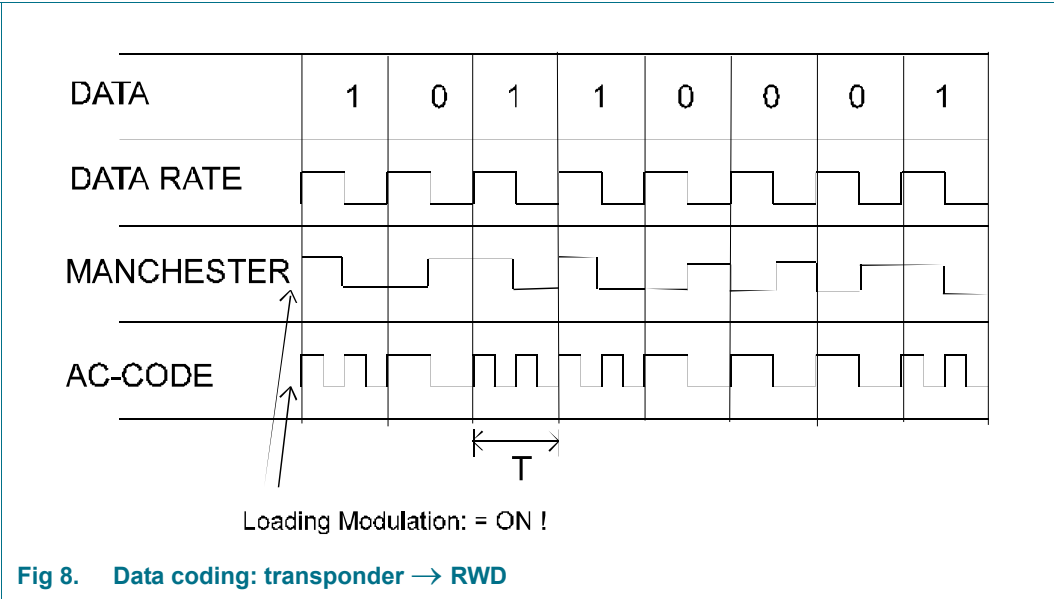 DATA 1 0 1 1 0 0 0 1
DATA RATE
MANCHESTER
AC-CODE
T
Loading Modulation: = ON !
Fig 8. Data coding: transponder → RWD